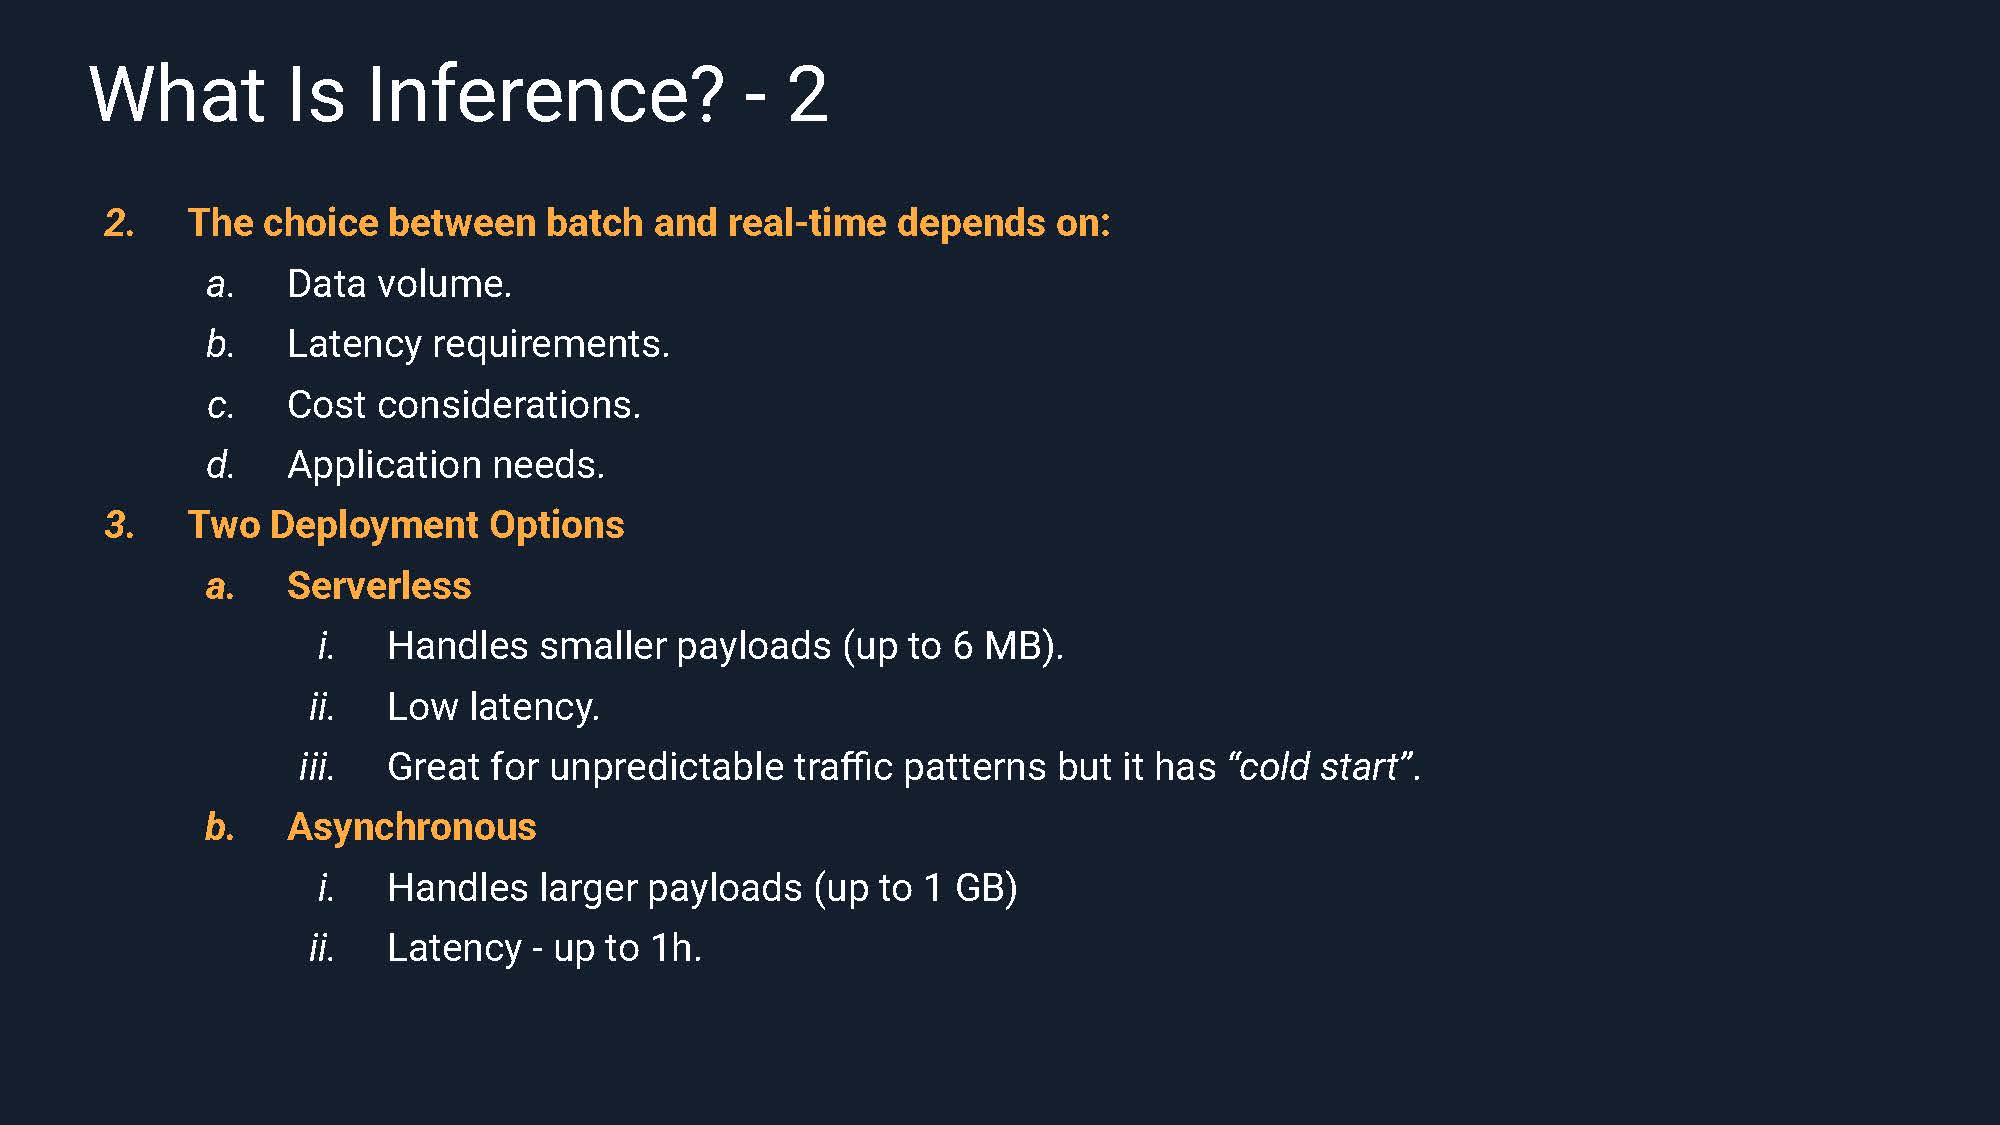 What Is Inference? - 2
2. The choice between batch and real-time depends on:
a. Data volume.
b. Latency requirements.
c. Cost considerations.
d. Application needs.
3. Two Deployment Options
a. Serverless
i. Handles smaller payloads (up to 6 MB).
ii. Low latency.
iii. Great for unpredictable traffic patterns but it has “cold start”.
b. Asynchronous
i. Handles larger payloads (up to 1 GB)
ii. Latency - up to 1h.